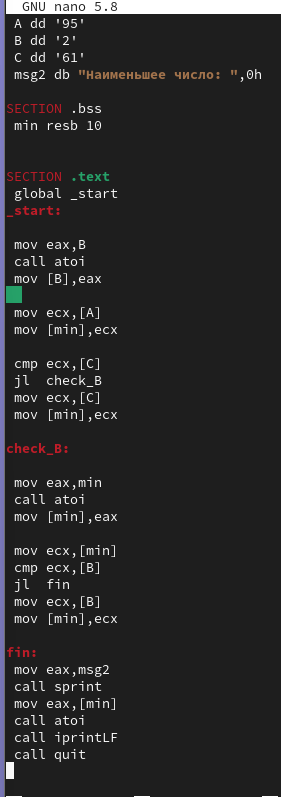 GNU nano 5.8
A dd '95'
B dd '2'
C dd '61'
msg2 db "Наименьшее число: ",0h
SECTION .bss
min resb 10
SECTION .text
global _start
_start:
mov eax,B
call atoi
mov [B],eax
mov ecx,[A]
mov [min],ecx
cmp ecx,[C]
jl  check_B
mov ecx,[C]
mov [min],ecx
check_B:
mov eax,min
call atoi
mov [min],eax
mov ecx,[min]
cmp ecx,[B]
jl  fin
mov ecx,[B]
mov [min],ecx
fin:
mov eax,msg2
call sprint
mov eax,[min]
call atoi
call iprintLF
call quit